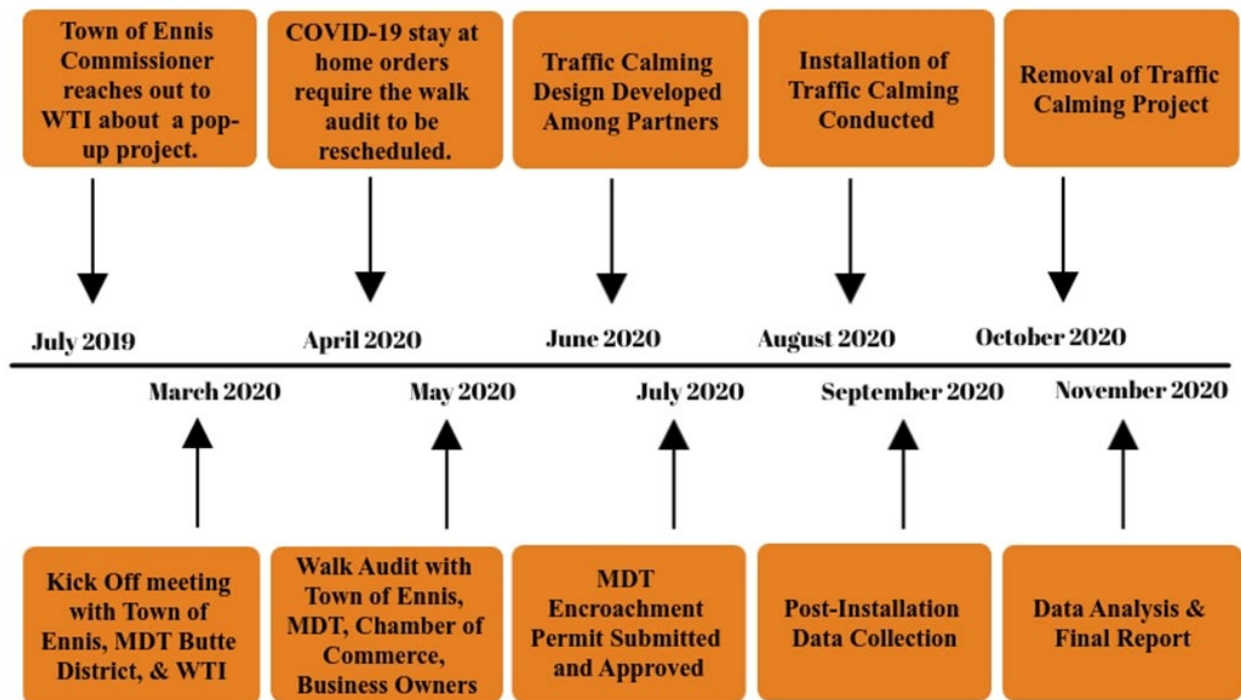 Town of Ennis
Commissioner
reaches out to
WTI about a pop-
up project.
COVID-19 stay at
home orders
require the walk
audit to be
rescheduled.
Traffic Calming
Design Developed
Among Partners
Installation of
Traffic Calming
Conducted
Removal of Traffic
Calming Project
July 2019
April 2020
June 2020
August 2020
October 2020
March 2020
May 2020
July 2020
September 2020
November 2020
Kick Off meeting
with Town of
Ennis, MDT Butte
District, & WTI
Walk Audit with
Town of Ennis,
MDT, Chamber of
Commerce,
Business Owners
MDT
Encroachment
Permit Submitted
and Approved
Post-Installation
Data Collection
Data Analysis &
Final Report